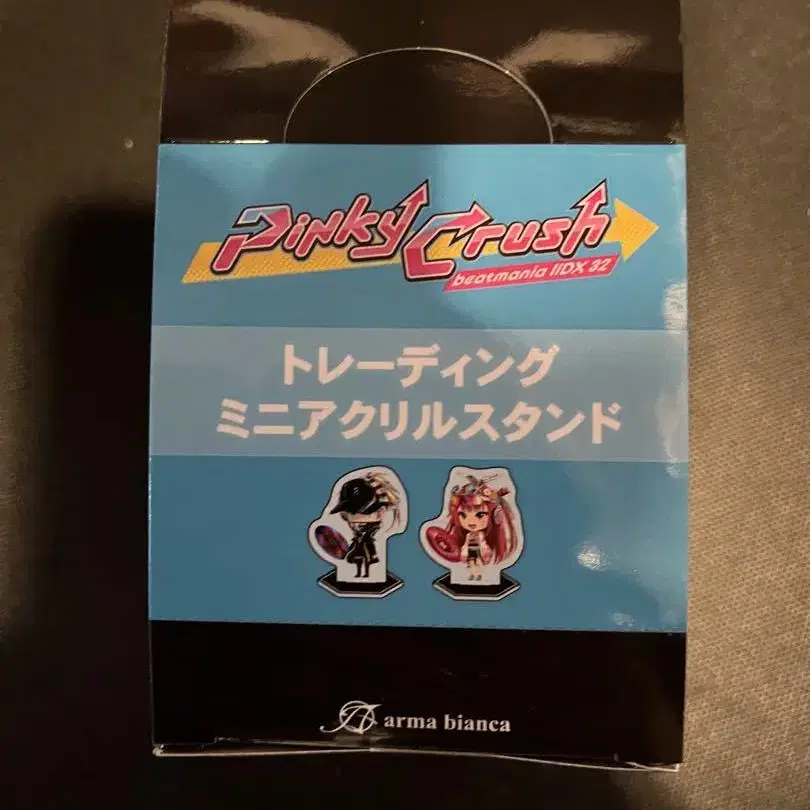 Pinky Crush
beatmania IIDX 32
トレーディング
ミニアクリルスタンド
arma bianca